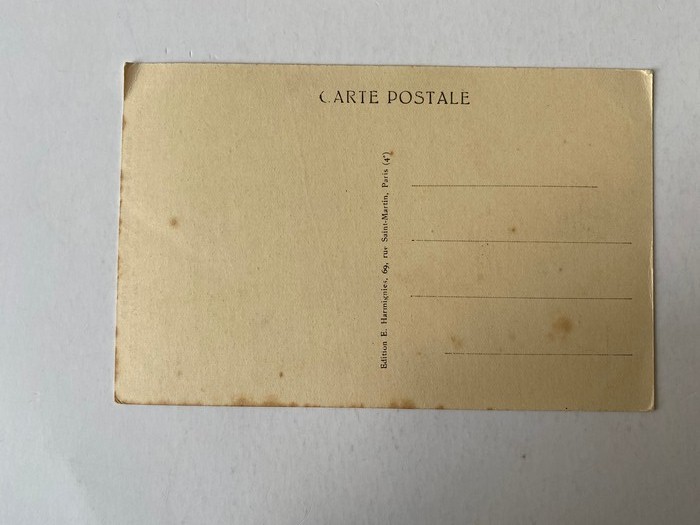 CARTE POSTALE
Edition E. Harmignies, 69, rue Saint-Martin, Paris (4ᵉ)